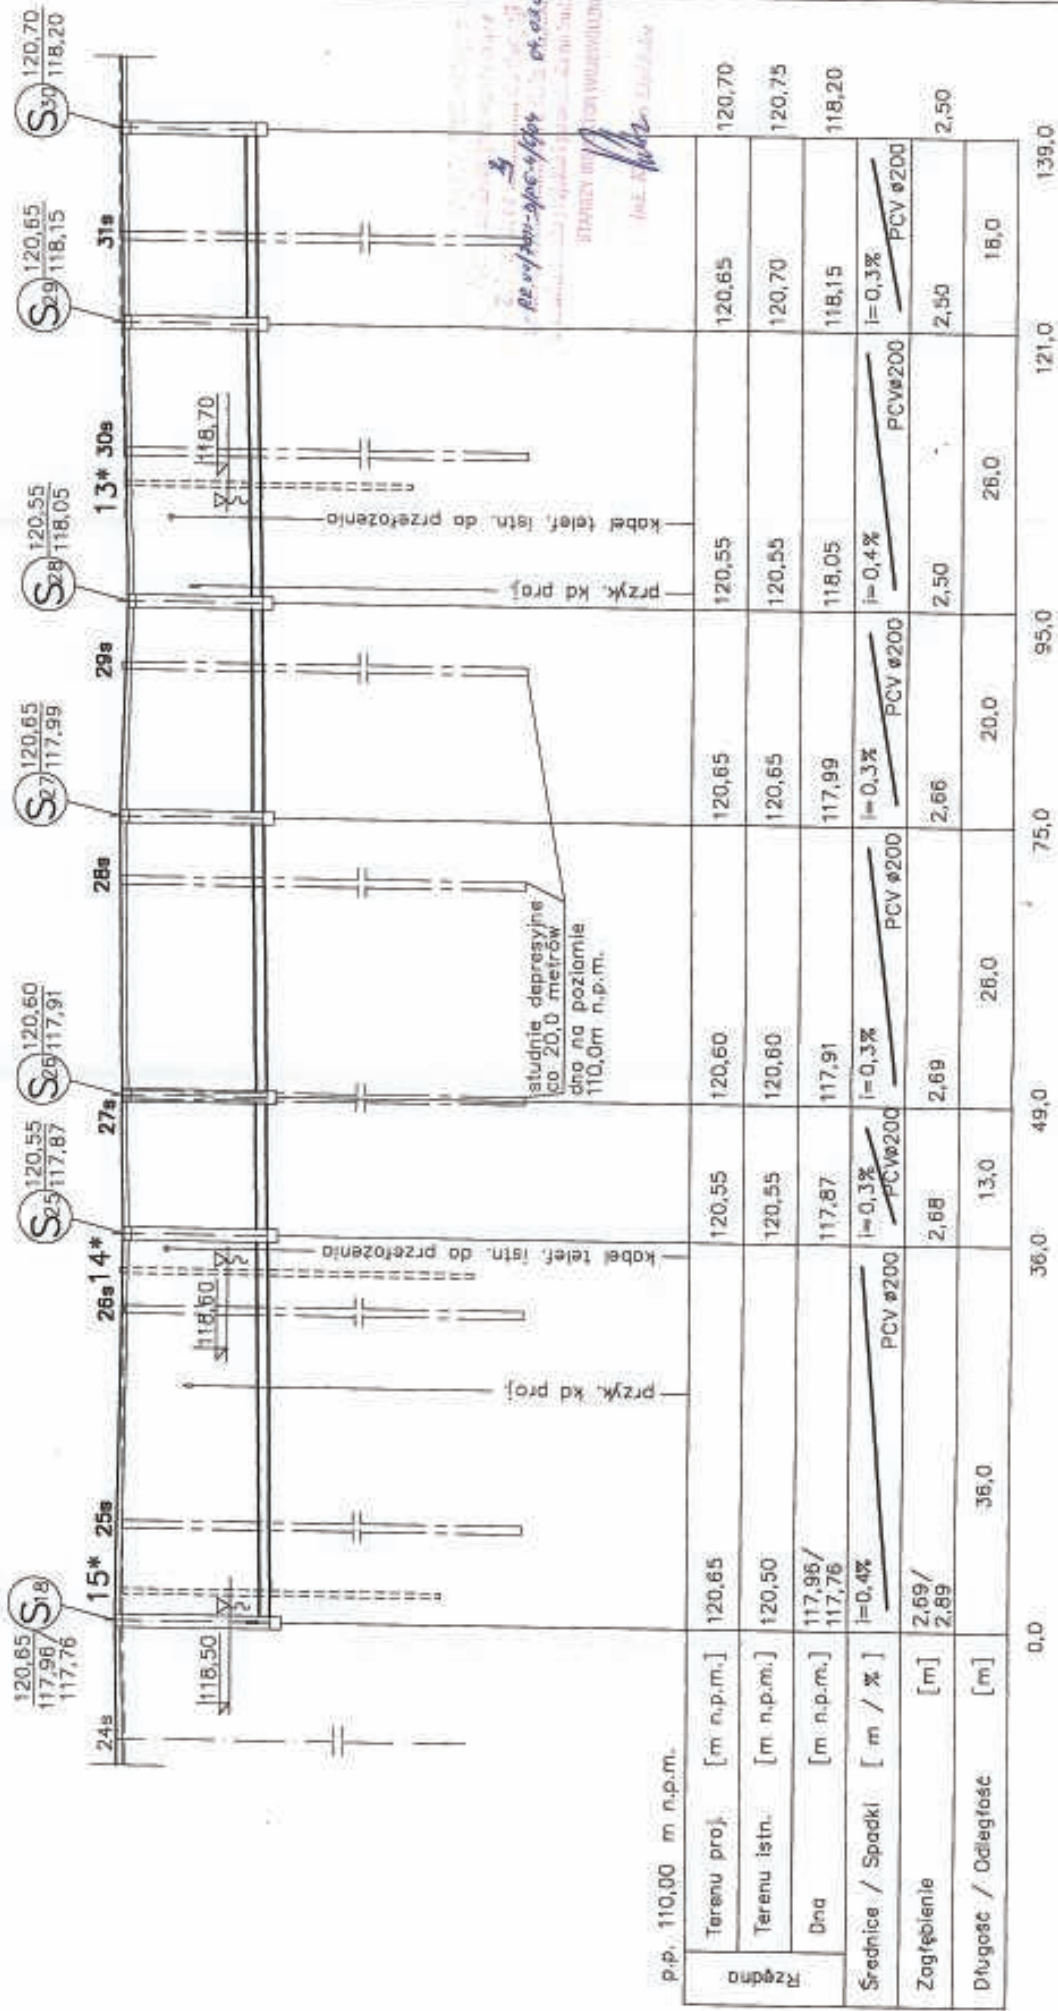 120,65
117,96
117,76
S18
S25 120,55
117,87
S26 120,60
117,91
S27 120,65
117,99
S28 120,55
118,05
S29 120,65
118,15
S30 120,70
118,20
24s
15*
25s
26s
14*
27s
28s
29s
13*
30s
31s
118,50
118,60
118,70
przyk. kd proj.
kabel telef. istn. do przełożenia
przyk. kd proj.
kabel telef. istn. do przełożenia
studnie depresyjne
co 20,0 metrów
dno na poziomie
110,0m n.p.m.
p.p. 110,00 m n.p.m.
Rzędna
Terenu proj. [m n.p.m.] 120,65 120,55 120,60 120,65 120,55 120,65 120,70
Terenu istn. [m n.p.m.] 120,50 120,55 120,60 120,65 120,55 120,70 120,75
Dna [m n.p.m.] 117,96/ 117,87 117,91 117,99 118,05 118,15 118,20
117,76
Średnice / Spadki [ m / % ] i=0,4% PCV ø200 i=0,3% PCVø200 i=0,3% PCV ø200 i=0,3% PCV ø200 i=0,4% PCVø200 i=0,3% PCV ø200
Zagłębienie [m] 2,69/ 2,68 2,69 2,66 2,50 2,50 2,50
2,89
Długość / Odległość [m] 36,0 13,0 26,0 20,0 26,0 18,0
0,0 36,0 49,0 75,0 95,0 121,0 139,0